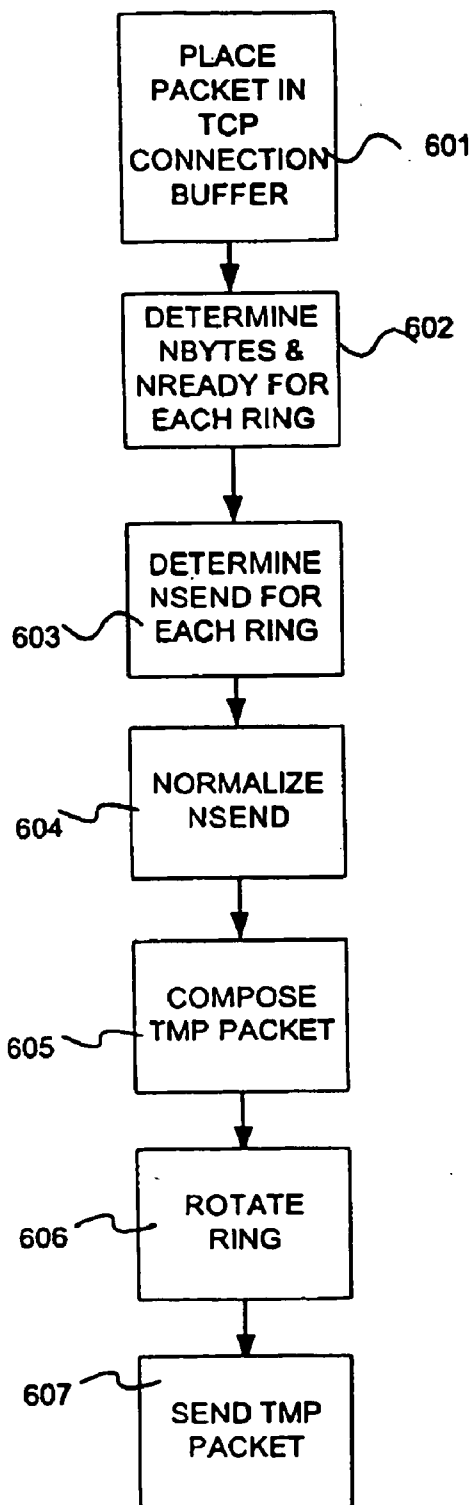 PLACE
PACKET IN
TCP
CONNECTION
BUFFER
601
DETERMINE
NBYTES &
NREADY FOR
EACH RING
602
DETERMINE
NSEND FOR
EACH RING
603
NORMALIZE
NSEND
604
COMPOSE
TMP PACKET
605
ROTATE
RING
606
607
SEND TMP
PACKET